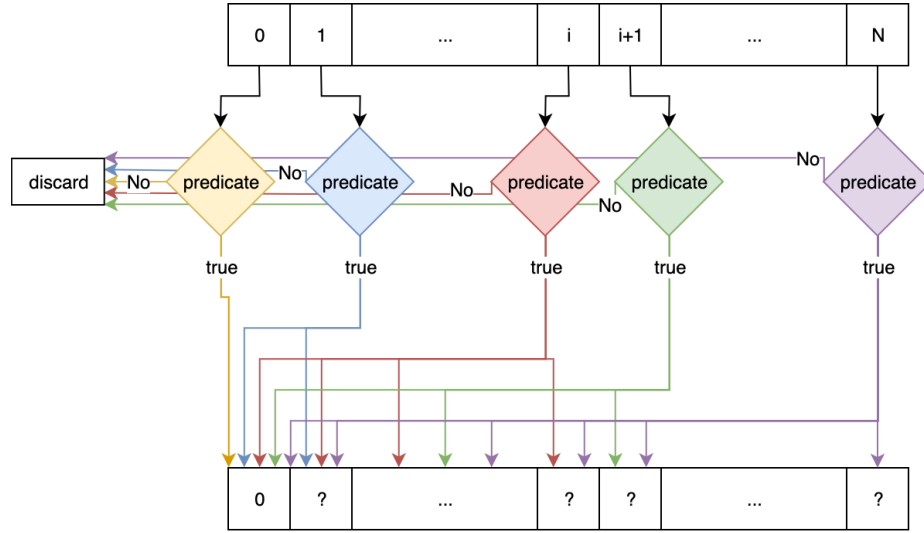 0 1 ... i i+1 ... N
discard No predicate No predicate No predicate No predicate No predicate
true true true true true
0 ? ... ? ? ... ?